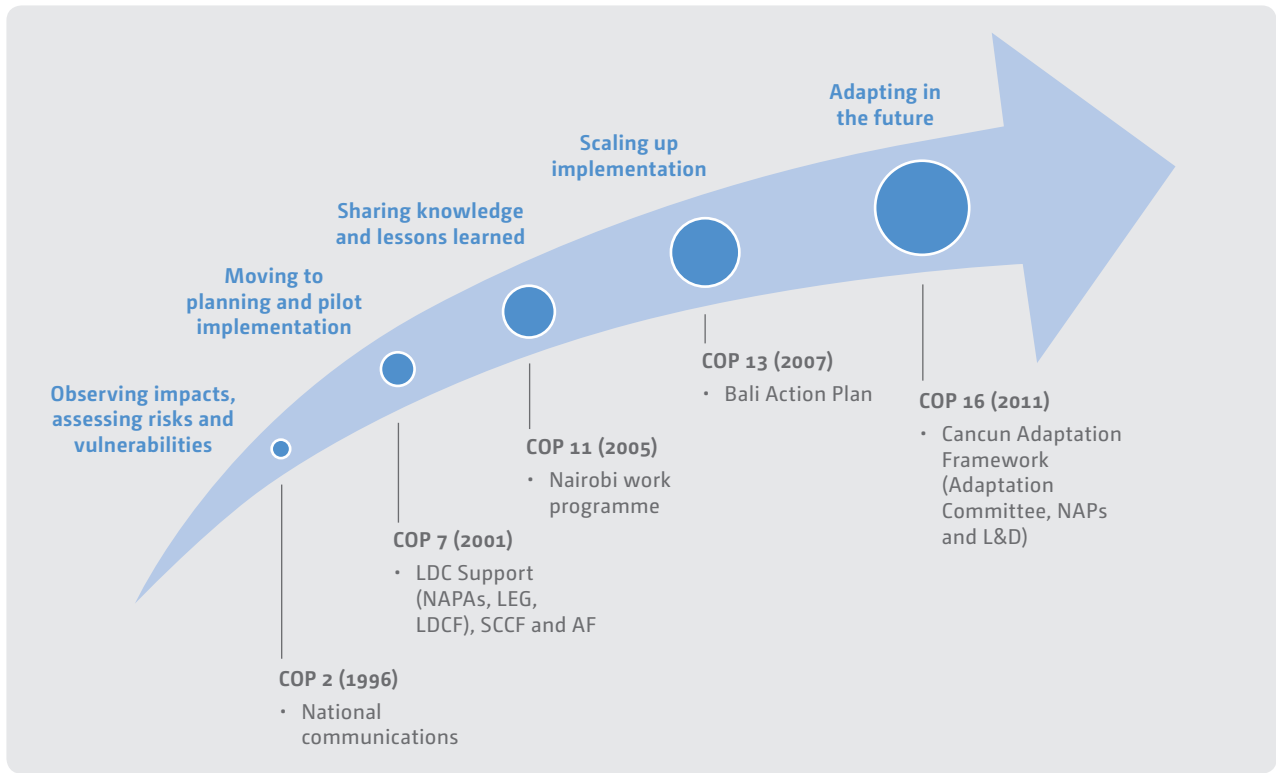 Observing impacts,
assessing risks and
vulnerabilities
Moving to
planning and pilot
implementation
Sharing knowledge
and lessons learned
Scaling up
implementation
Adapting in
the future
COP 2 (1996)
• National
communications
COP 7 (2001)
• LDC Support
(NAPAs, LEG,
LDCF), SCCF and AF
COP 11 (2005)
• Nairobi work
programme
COP 13 (2007)
• Bali Action Plan
COP 16 (2011)
• Cancun Adaptation
Framework
(Adaptation
Committee, NAPs
and L&D)